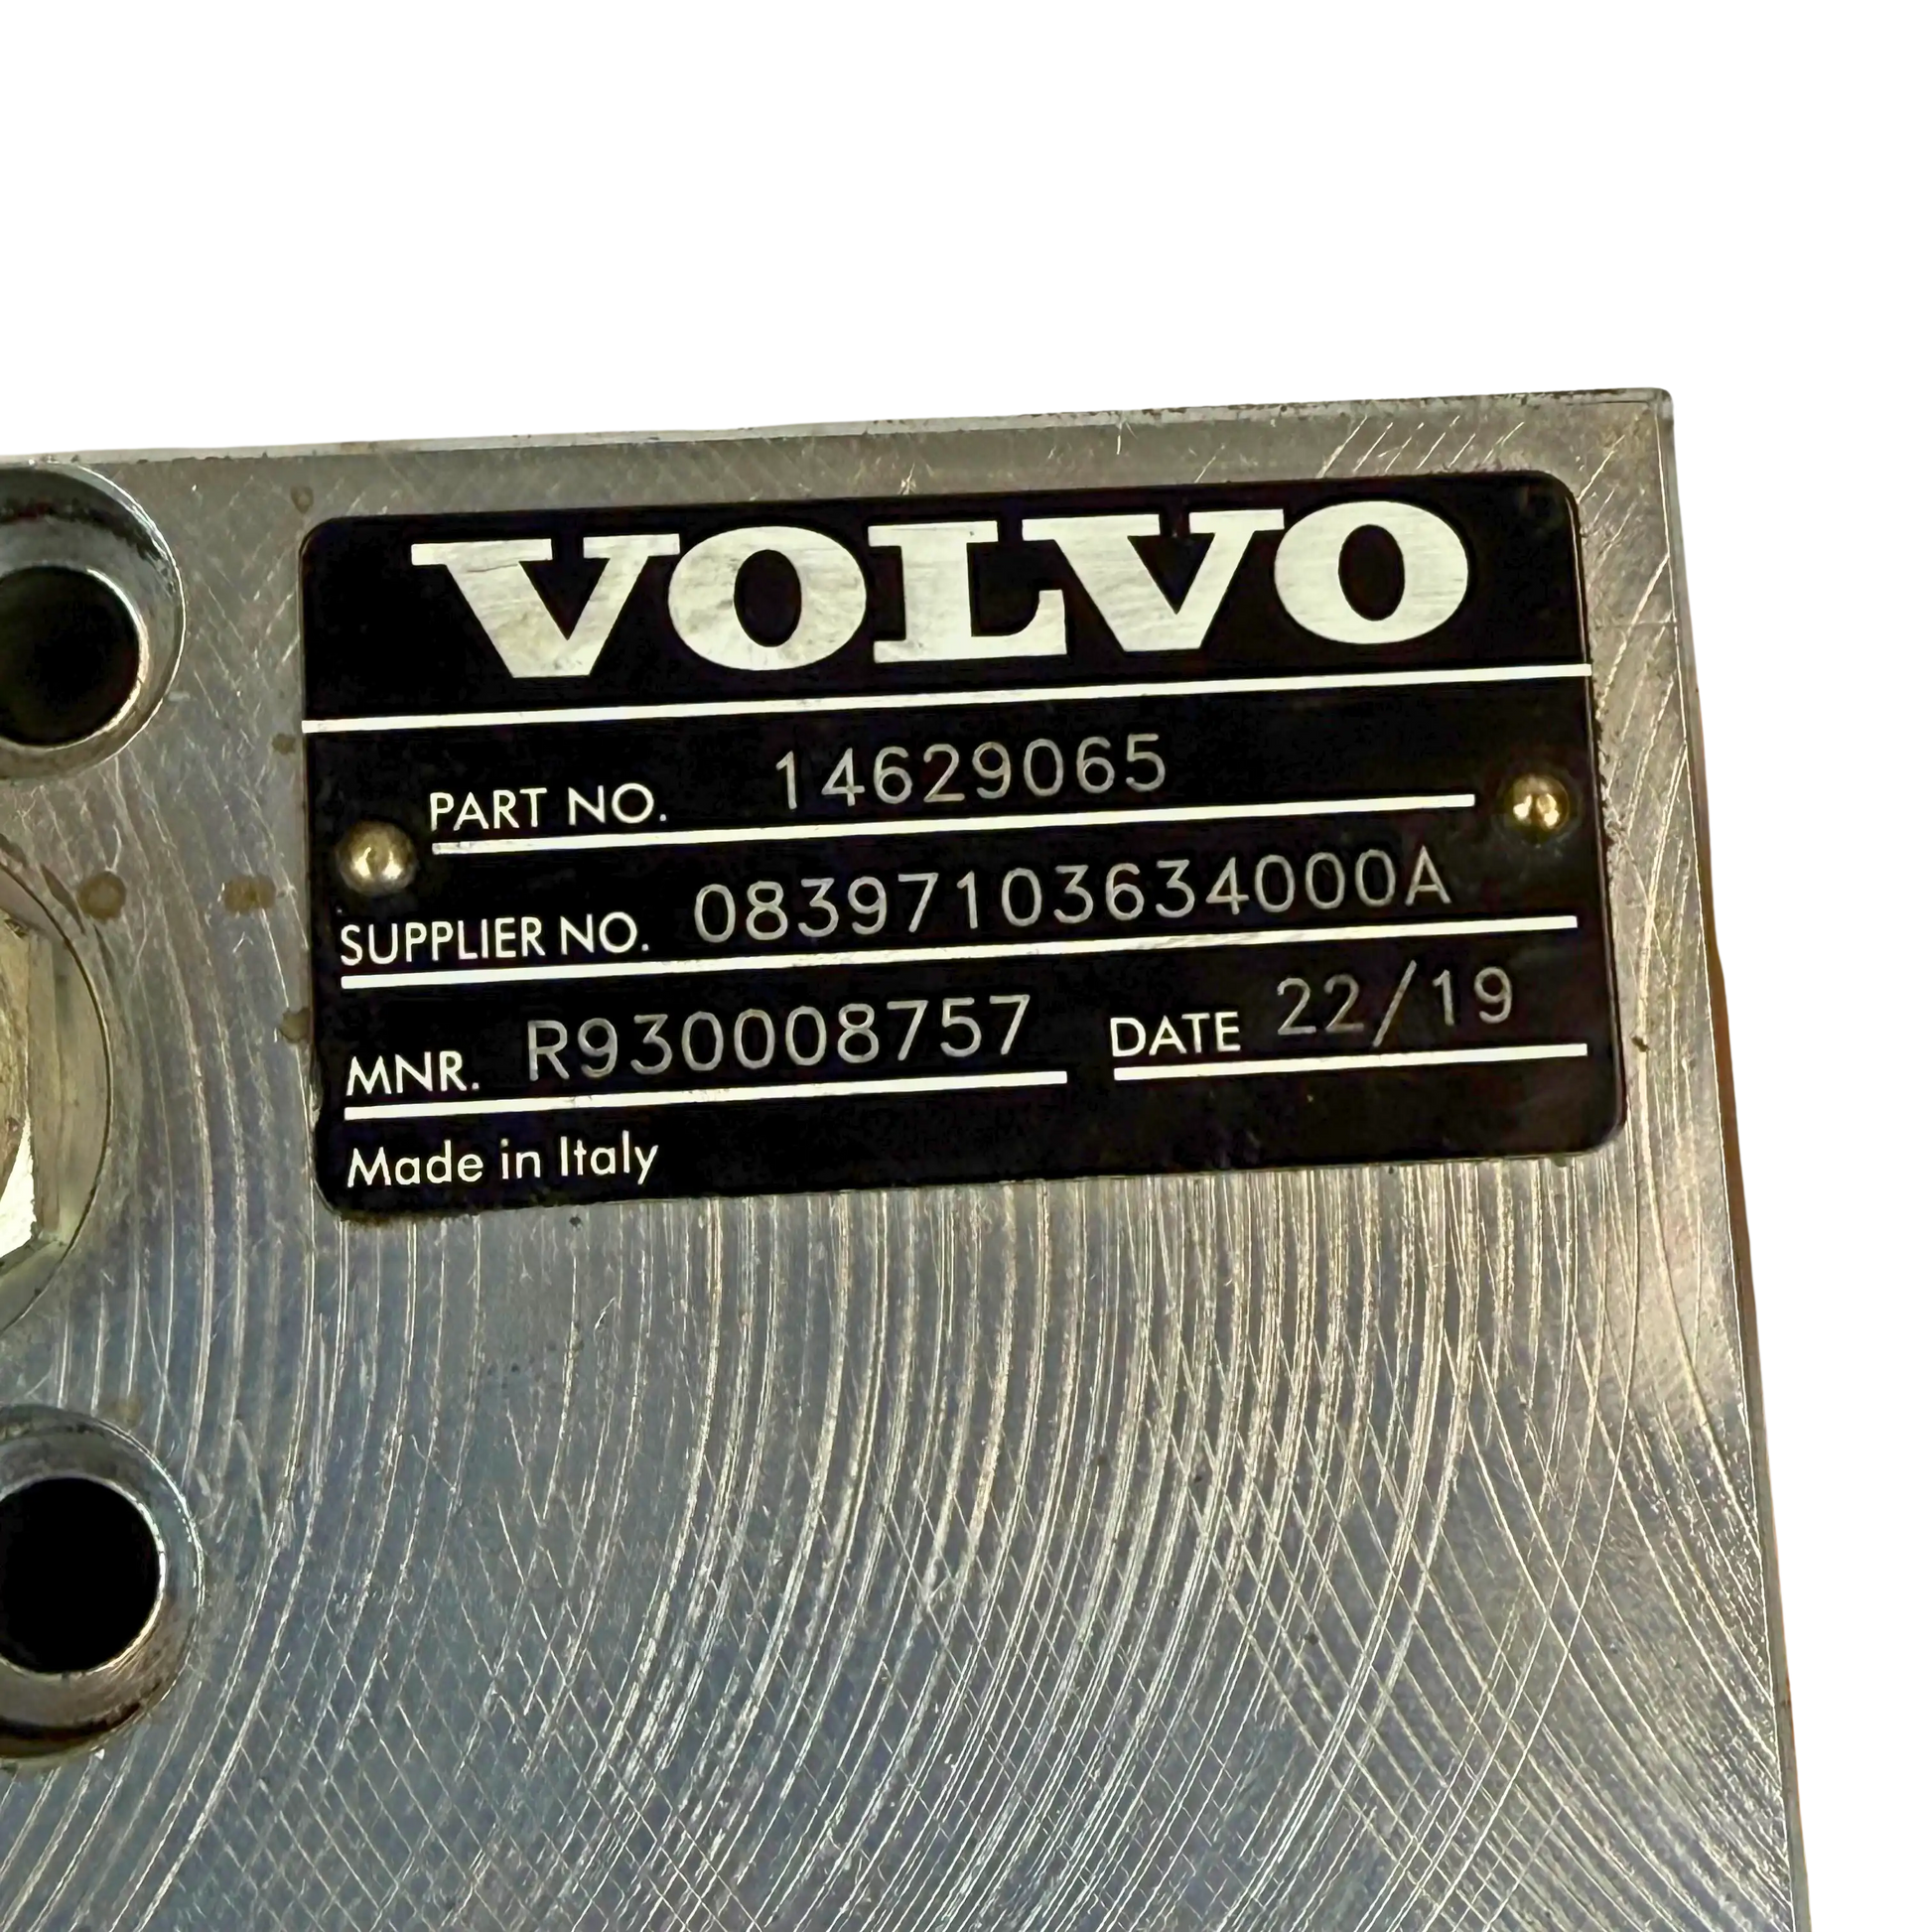 VOLVO
PART NO. 14629065
SUPPLIER NO. 08397103634000A
MNR. R930008757 DATE 22/19
Made in Italy